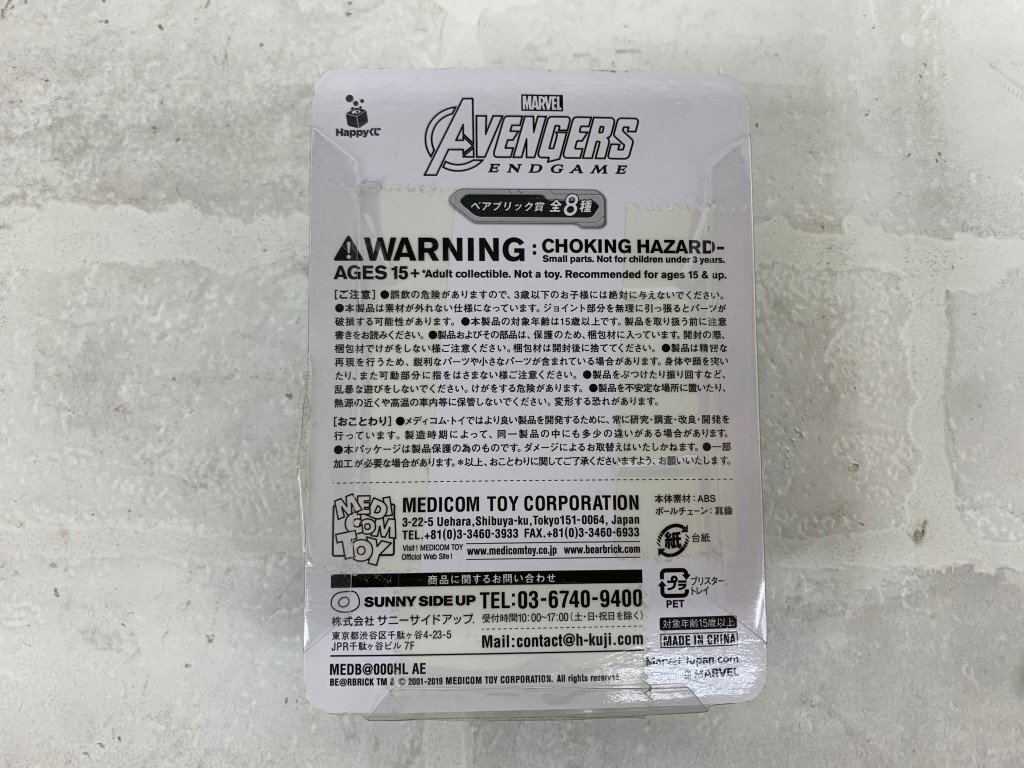 Happyくじ
MARVEL
AVENGERS
ENDGAME
ベアブリック賞 全8種
WARNING : CHOKING HAZARD–
Small parts. Not for children under 3 years.
AGES 15+ *Adult collectible. Not a toy. Recommended for ages 15 & up.
[ご注意] ●誤飲の危険がありますので、3歳以下のお子様には絶対に与えないでください。
●本製品は素材が外れない仕様になっています。ジョイント部分を無理に引っ張るとパーツが
破損する可能性があります。 ●本製品の対象年齢は15歳以上です。製品を取り扱う前に注意
書きをお読みください。 ●製品およびその部品は、保護のため、梱包材に入っています。開封の際、
梱包材でけがをしない様ご注意ください。梱包材は開封後に捨ててください。 ●製品は精密な
再現を行うため、鋭利なパーツや小さなパーツが含まれている場合があります。身体や顔を突い
たり、また可動部分に指をはさまない様ご注意ください。 ●製品をぶつけたり振り回すなど、
乱暴な遊びをしないでください。けがをする危険があります。 ●製品を不安定な場所に置いたり、
熱源の近くや高温の車内等に保管しないでください。変形する恐れがあります。
[おことわり] ●メディコム・トイではより良い製品を開発するために、常に研究・調査・改良・開発を
行っています。製造時期によって、同一製品の中にも多少の違いがある場合があります。
●本パッケージは製品保護の為のものです。ダメージによるお取替えはいたしかねます。 ●一部
加工が必要な場合があります。*以上、おことわりに関してご了承くださいますよう、お願いいたします。
MEDI
COM
TOY
MEDICOM TOY CORPORATION
3-22-5 Uehara,Shibuya-ku,Tokyo151-0064, Japan
TEL.+81(0)3-3460-3933 FAX.+81(0)3-3460-6933
Visit ! MEDICOM TOY
Official Web Site !
www.medicomtoy.co.jp www.bearbrick.com
本体素材：ABS
ボールチェーン：真鍮
紙 台紙
プラ ブリスター
トレイ
PET
商品に関するお問い合わせ
SUNNY SIDE UP TEL:03-6740-9400
株式会社 サニーサイドアップ 受付時間10:00~17:00 (土・日・祝日を除く)
東京都渋谷区千駄ヶ谷4-23-5
JPR千駄ヶ谷ビル 7F
Mail:contact@h-kuji.com
対象年齢15歳以上
MADE IN CHINA
MEDB@000HL AE
BE@RBRICK TM & © 2001-2019 MEDICOM TOY CORPORATION. All rights reserved.
Marvel-Japan.com
© MARVEL